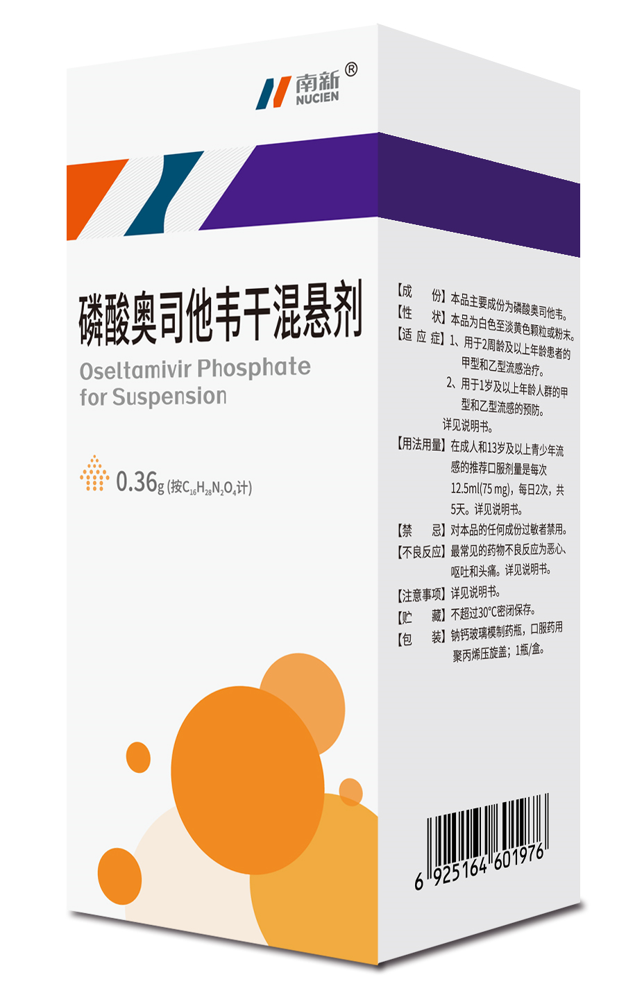 南新®
NUCIEN
磷酸奥司他韦干混悬剂
Oseltamivir Phosphate
for Suspension
0.36g (按C₁₆H₂₈N₂O₄计)
【成 份】本品主要成份为磷酸奥司他韦。
【性 状】本品为白色至淡黄色颗粒或粉末。
【适 应 症】1、用于2周龄及以上年龄患者的
甲型和乙型流感治疗。
2、用于1岁及以上年龄人群的甲
型和乙型流感的预防。
详见说明书。
【用法用量】在成人和13岁及以上青少年流
感的推荐口服剂量是每次
12.5ml(75 mg)，每日2次，共
5天。详见说明书。
【禁 忌】对本品的任何成份过敏者禁用。
【不良反应】最常见的药物不良反应为恶心、
呕吐和头痛。详见说明书。
【注意事项】详见说明书。
【贮 藏】不超过30℃密闭保存。
【包 装】钠钙玻璃模制药瓶，口服药用
聚丙烯压旋盖；1瓶/盒。
6 925164 601976